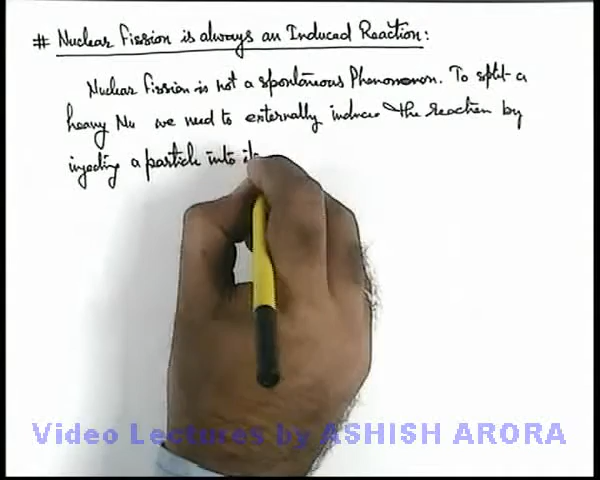 # Nuclear Fission is always an Induced Reaction:
Nuclear Fission is not a spontaneous Phenomenon. To split a
heavy Nu we need to externally induce the reaction by
injecting a particle into it
Video Lectures by ASHISH ARORA